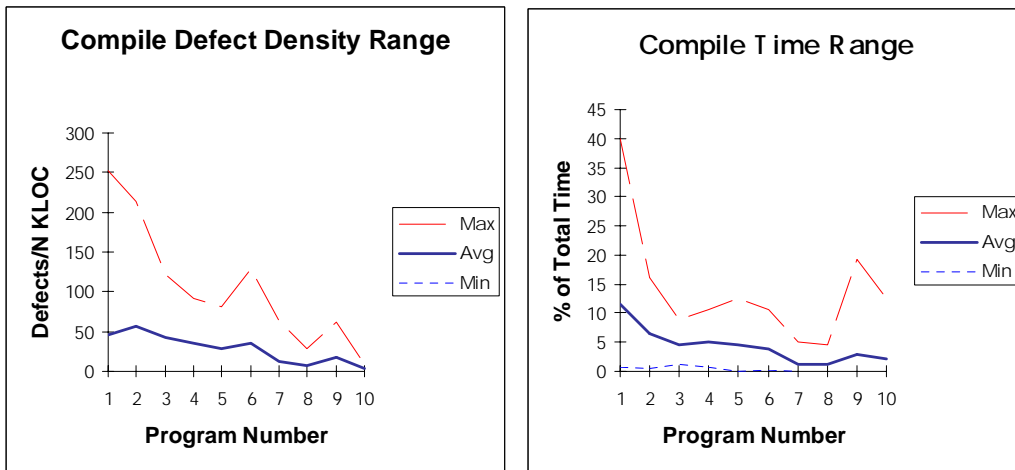 Compile Defect Density Range
Defects/N KLOC
300
250
200
150
100
50
0
1 2 3 4 5 6 7 8 9 10
Program Number
Max
Avg
Min
Compile Time Range
% of Total Time
45
40
35
30
25
20
15
10
5
0
1 2 3 4 5 6 7 8 9 10
Program Number
Max
Avg
Min